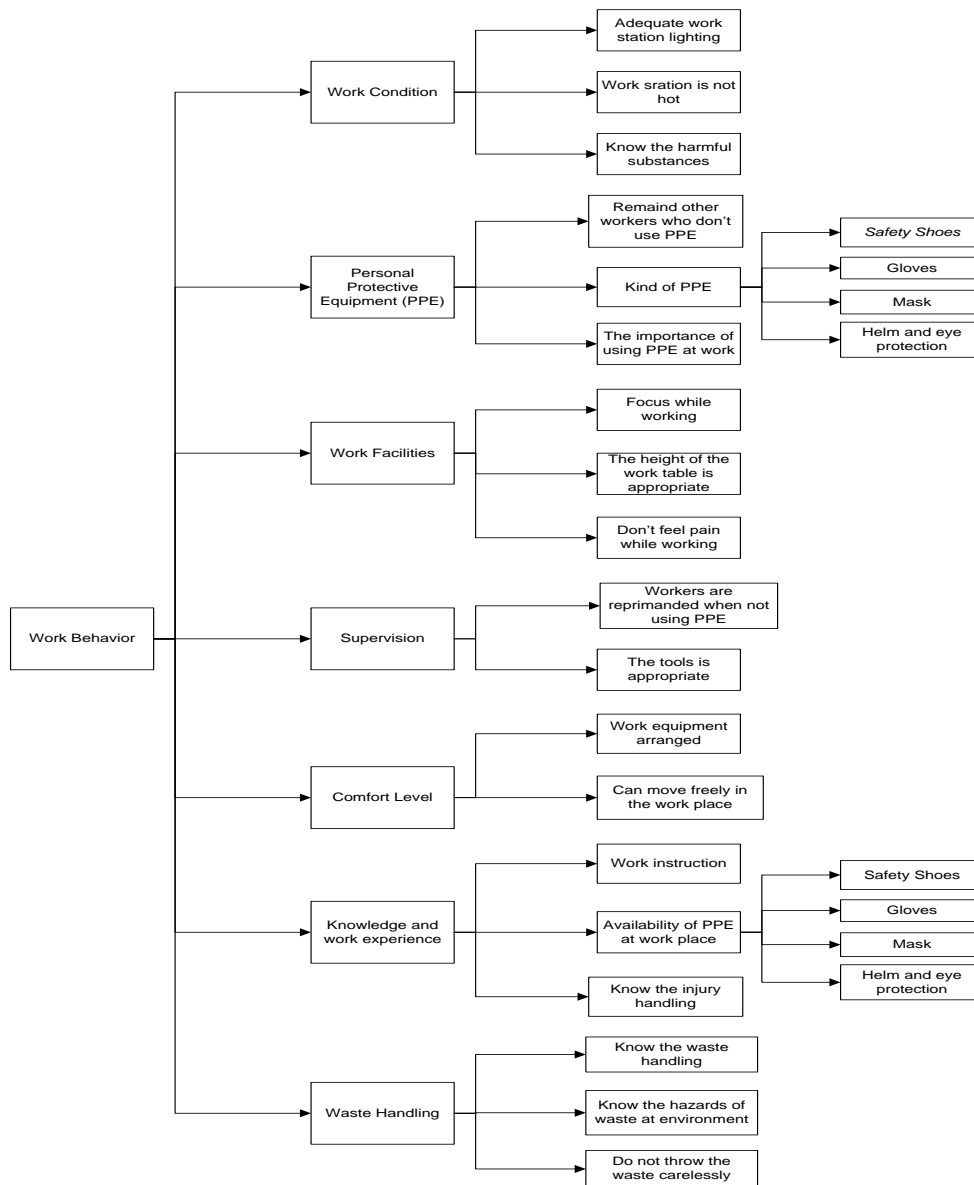 Adequate work
station lighting
Work Condition
Work sration is not
hot
Know the harmful
substances
Remaind other
workers who don't
use PPE
Personal
Protective
Equipment (PPE)
Kind of PPE
Safety Shoes
Gloves
Mask
Helm and eye
protection
The importance of
using PPE at work
Focus while
working
Work Facilities
The height of the
work table is
appropriate
Don't feel pain
while working
Work Behavior
Workers are
reprimanded when not
using PPE
Supervision
The tools is
appropriate
Work equipment
arranged
Comfort Level
Can move freely in
the work place
Work instruction
Knowledge and
work experience
Availability of PPE
at work place
Safety Shoes
Gloves
Mask
Helm and eye
protection
Know the injury
handling
Know the waste
handling
Waste Handling
Know the hazards of
waste at environment
Do not throw the
waste carelessly